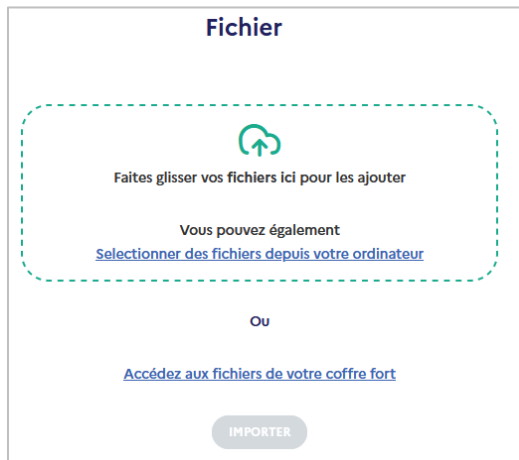 Fichier
Faites glisser vos fichiers ici pour les ajouter
Vous pouvez également
Selectionner des fichiers depuis votre ordinateur
Ou
Accédez aux fichiers de votre coffre fort
IMPORTER